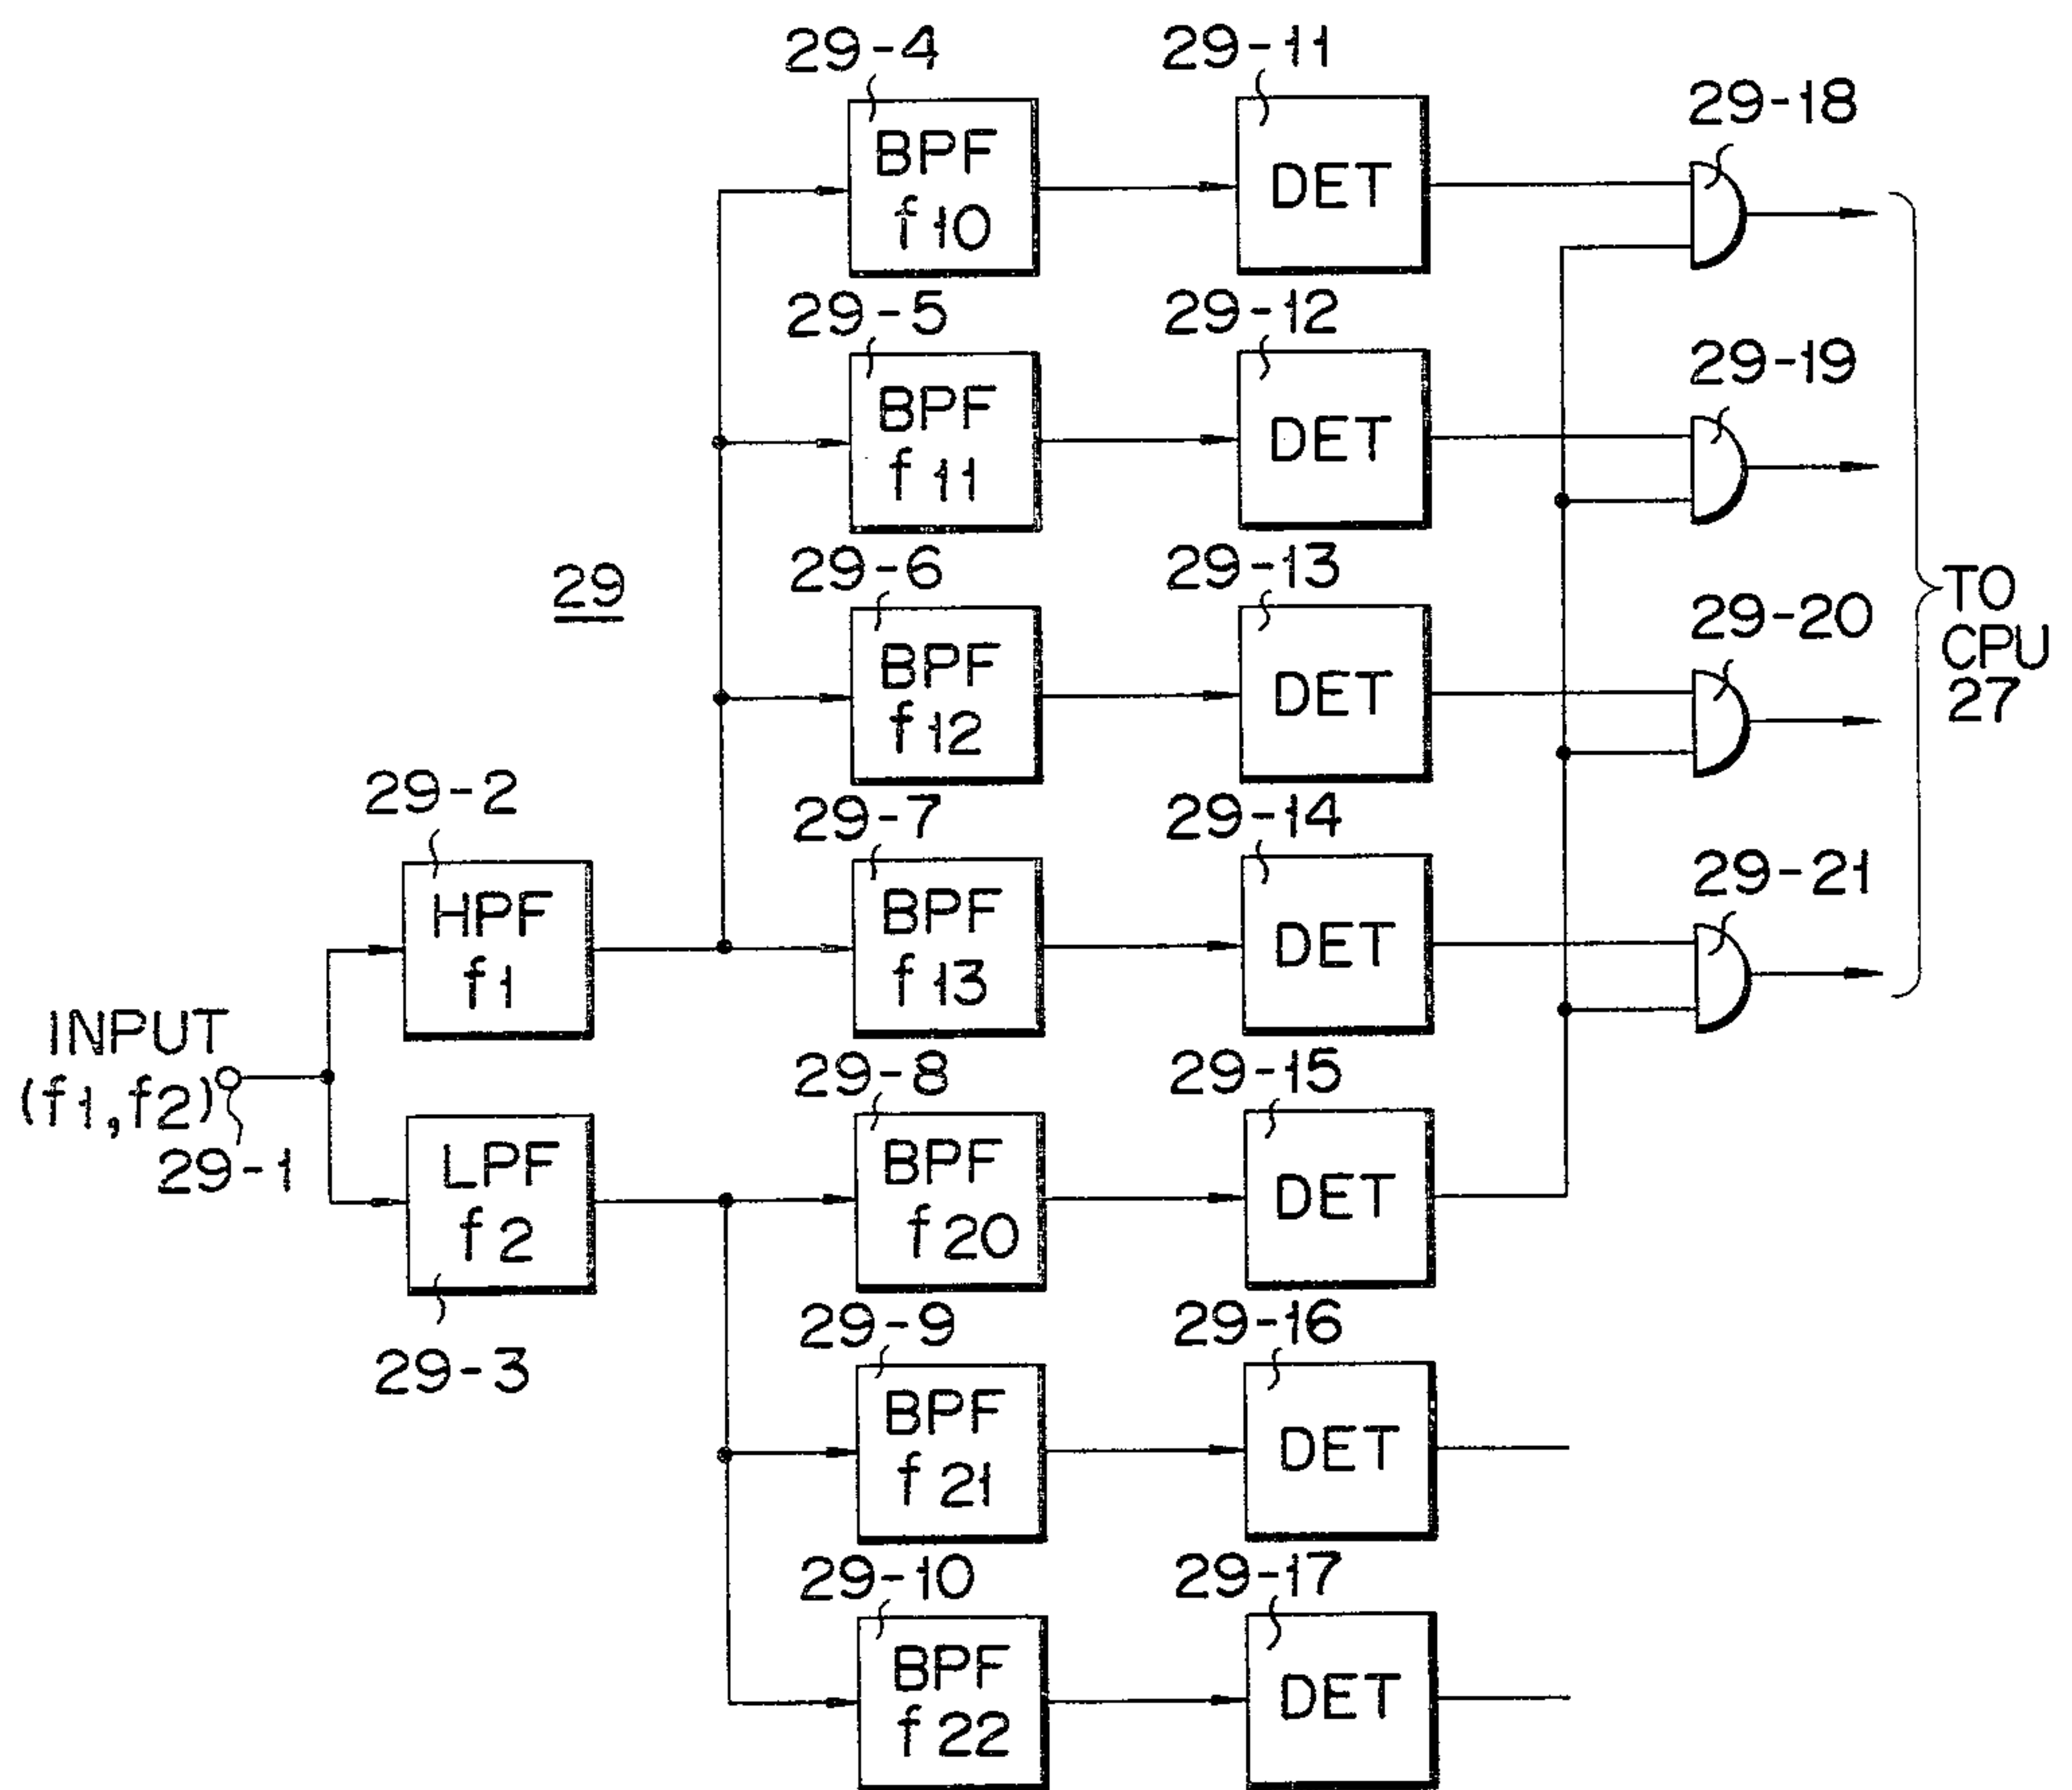 29-4
29-11
29-18
BPF
f10
DET
29-5
29-12
29-19
BPF
f11
DET
29
29-6
29-13
29-20
BPF
f12
DET
TO
CPU
27
29-2
29-7
29-14
29-21
HPF
f1
BPF
f13
DET
INPUT
(f1,f2)
29-1
29-8
29-15
LPF
f2
BPF
f20
DET
29-3
29-9
29-16
BPF
f21
DET
29-10
29-17
BPF
f22
DET